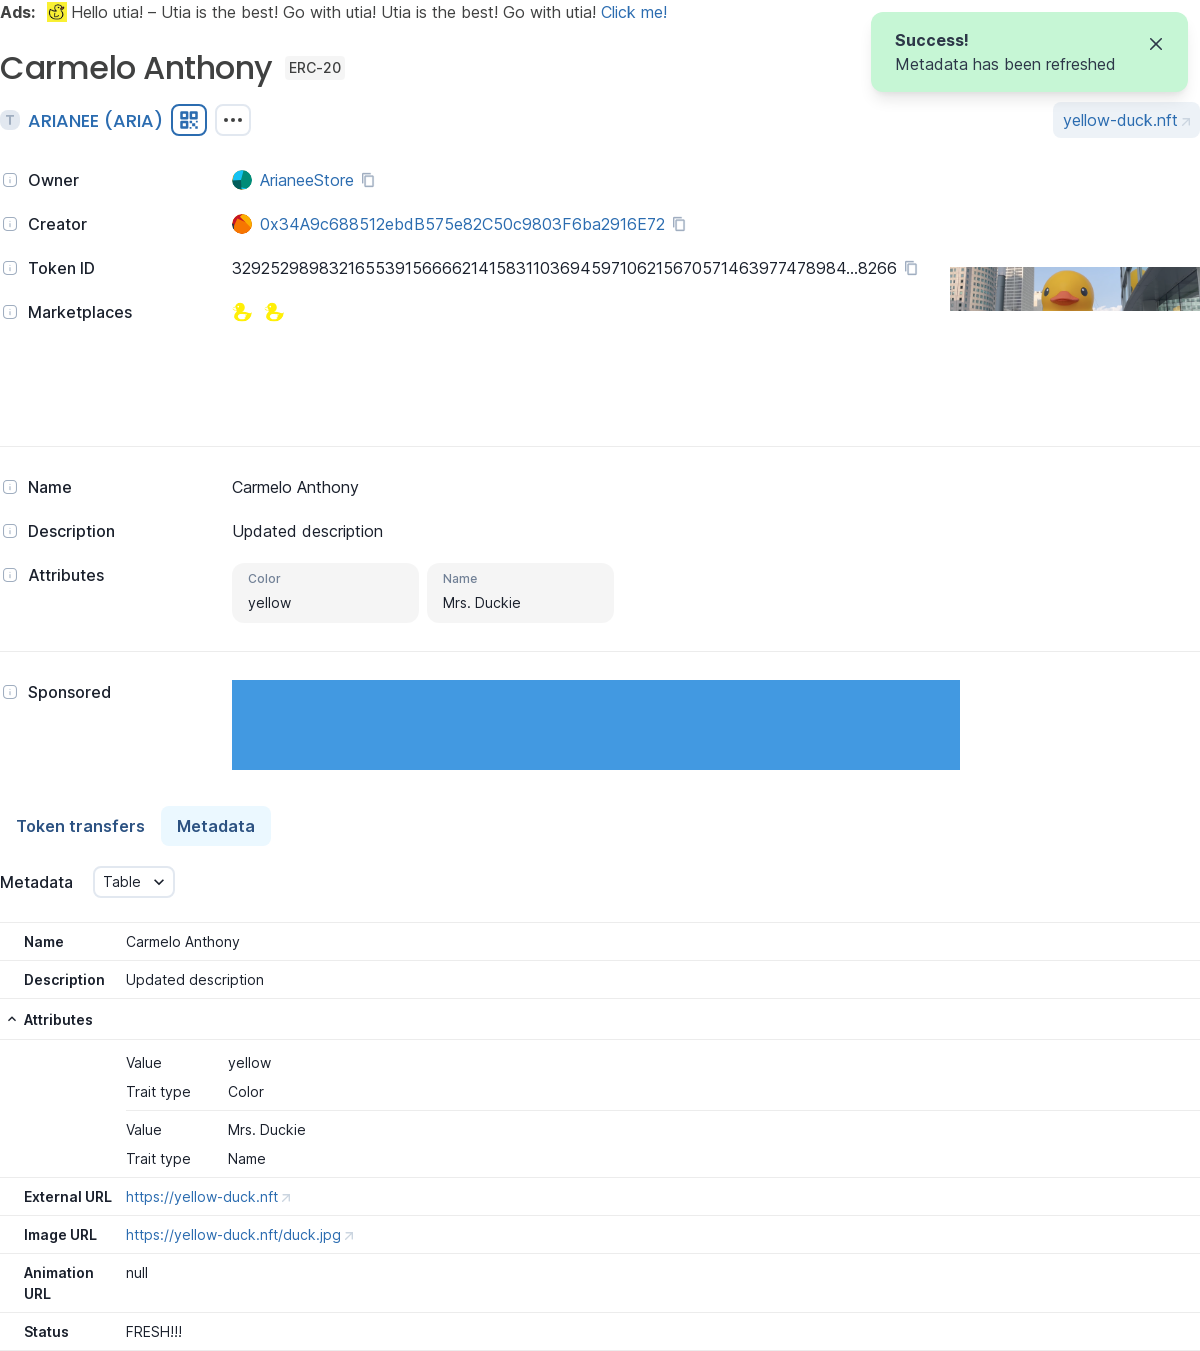 Ads: Hello utia! – Utia is the best! Go with utia! Utia is the best! Go with utia! Click me!
Success!
Metadata has been refreshed
Carmelo Anthony ERC-20
T ARIANEE (ARIA)
yellow-duck.nft
Owner ArianeeStore
Creator 0x34A9c688512ebdB575e82C50c9803F6ba2916E72
Token ID 32925298983216553915666621415831103694597106215670571463977478984...8266
Marketplaces
Name Carmelo Anthony
Description Updated description
Attributes
Color
yellow
Name
Mrs. Duckie
Sponsored
Token transfers Metadata
Metadata Table
Name Carmelo Anthony
Description Updated description
Attributes
Value yellow
Trait type Color
Value Mrs. Duckie
Trait type Name
External URL https://yellow-duck.nft
Image URL https://yellow-duck.nft/duck.jpg
Animation URL null
Status FRESH!!!